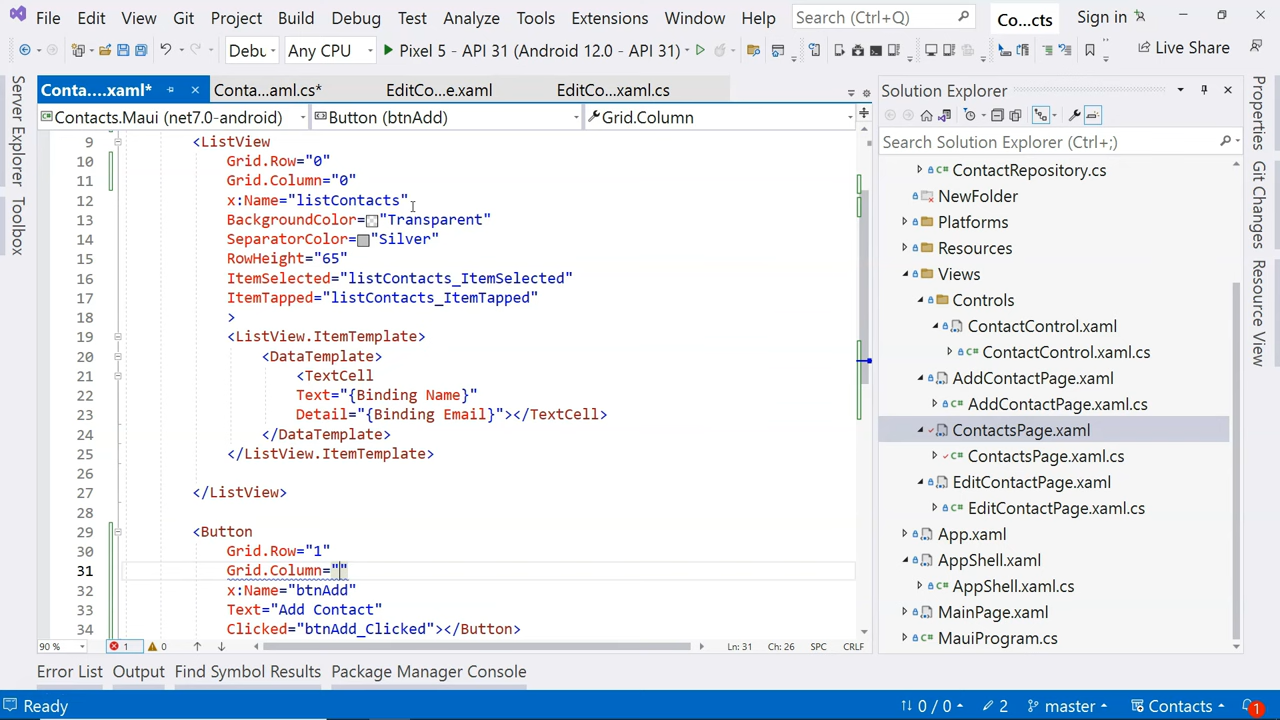 File Edit View Git Project Build Debug Test Analyze Tools Extensions Window Help Search (Ctrl+Q) Co...cts Sign in
Debu Any CPU Pixel 5 - API 31 (Android 12.0 - API 31) Live Share
Conta....xaml* Conta...aml.cs* EditCo...e.xaml EditCo...xaml.cs
Contacts.Maui (net7.0-android) Button (btnAdd) Grid.Column
9 <ListView
10 Grid.Row="0"
11 Grid.Column="0"
12 x:Name="listContacts"
13 BackgroundColor="Transparent"
14 SeparatorColor="Silver"
15 RowHeight="65"
16 ItemSelected="listContacts_ItemSelected"
17 ItemTapped="listContacts_ItemTapped"
18 >
19 <ListView.ItemTemplate>
20 <DataTemplate>
21 <TextCell
22 Text="{Binding Name}"
23 Detail="{Binding Email}"></TextCell>
24 </DataTemplate>
25 </ListView.ItemTemplate>
26
27 </ListView>
28
29 <Button
30 Grid.Row="1"
31 Grid.Column=""
32 x:Name="btnAdd"
33 Text="Add Contact"
34 Clicked="btnAdd_Clicked"></Button>
90 % 1 0 Ln: 31 Ch: 26 SPC CRLF
Error List Output Find Symbol Results Package Manager Console
Ready 0 / 0 2 master Contacts 1
Server Explorer
Toolbox
Solution Explorer
Search Solution Explorer (Ctrl+;)
C# ContactRepository.cs
NewFolder
Platforms
Resources
Views
Controls
ContactControl.xaml
C# ContactControl.xaml.cs
AddContactPage.xaml
C# AddContactPage.xaml.cs
ContactsPage.xaml
C# ContactsPage.xaml.cs
EditContactPage.xaml
C# EditContactPage.xaml.cs
App.xaml
AppShell.xaml
C# AppShell.xaml.cs
MainPage.xaml
C# MauiProgram.cs
Properties
Git Changes
Resource View